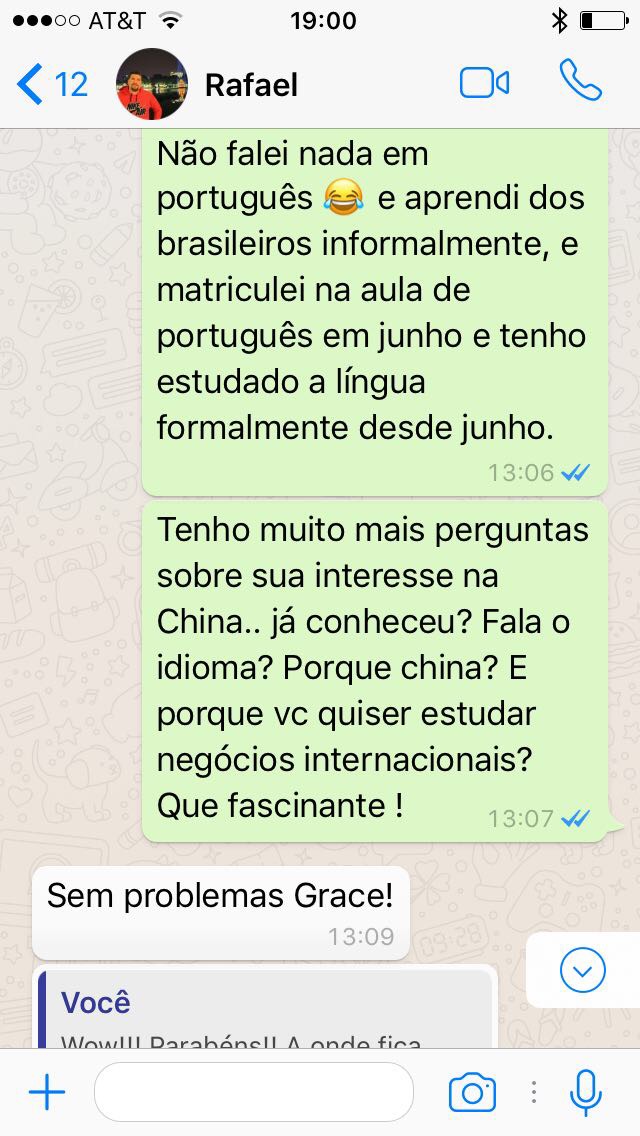 AT&T 19:00
12 Rafael
Não falei nada em
português 😂 e aprendi dos
brasileiros informalmente, e
matriculei na aula de
português em junho e tenho
estudado a língua
formalmente desde junho.
13:06
Tenho muito mais perguntas
sobre sua interesse na
China.. já conheceu? Fala o
idioma? Porque china? E
porque vc quiser estudar
negócios internacionais?
Que fascinante !
13:07
Sem problemas Grace!
13:09
Você
Wow!!! Parabéns!! A onde fica